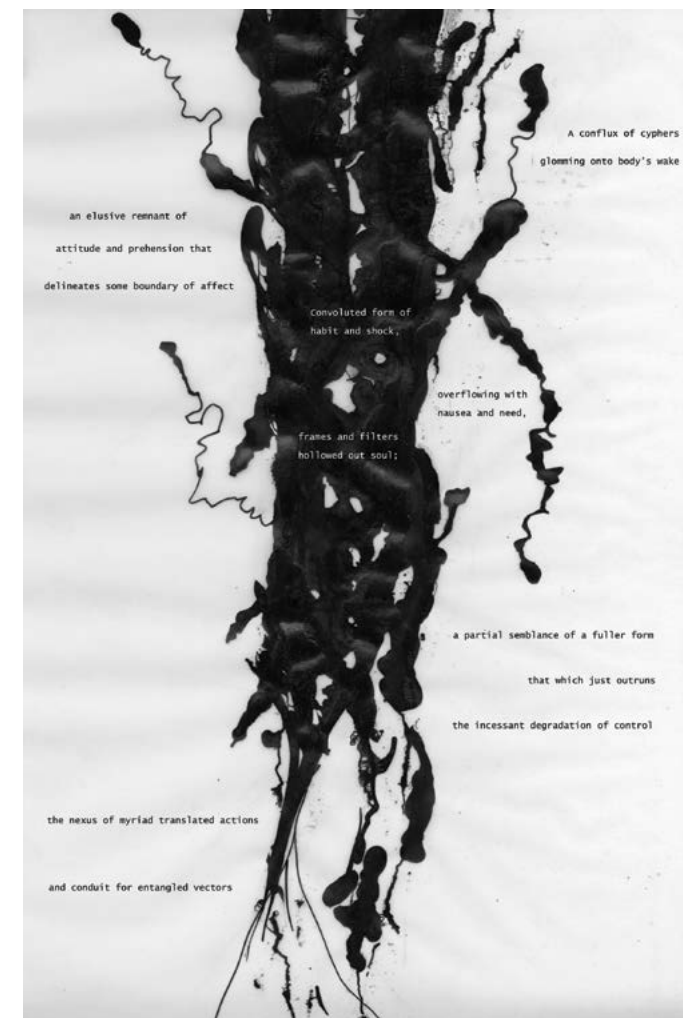 A conflux of cyphers
glomming onto body's wake
an elusive remnant of
attitude and prehension that
delineates some boundary of affect
Convoluted form of
habit and shock,
overflowing with
nausea and need,
frames and filters
hollowed out soul;
a partial semblance of a fuller form
that which just outruns
the incessant degradation of control
the nexus of myriad translated actions
and conduit for entangled vectors